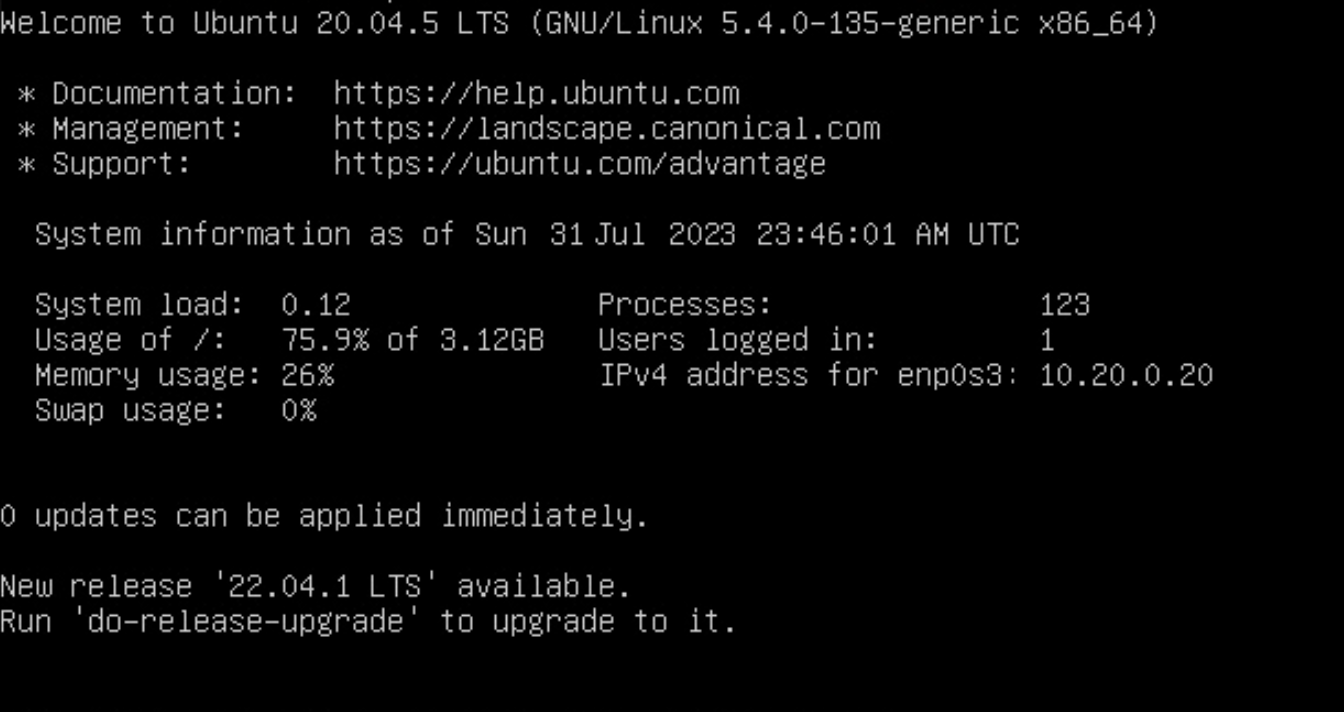 Welcome to Ubuntu 20.04.5 LTS (GNU/Linux 5.4.0-135-generic x86_64)
* Documentation: https://help.ubuntu.com
* Management: https://landscape.canonical.com
* Support: https://ubuntu.com/advantage
System information as of Sun 31 Jul 2023 23:46:01 AM UTC
System load: 0.12 Processes: 123
Usage of /: 75.9% of 3.12GB Users logged in: 1
Memory usage: 26% IPv4 address for enp0s3: 10.20.0.20
Swap usage: 0%
0 updates can be applied immediately.
New release '22.04.1 LTS' available.
Run 'do-release-upgrade' to upgrade to it.